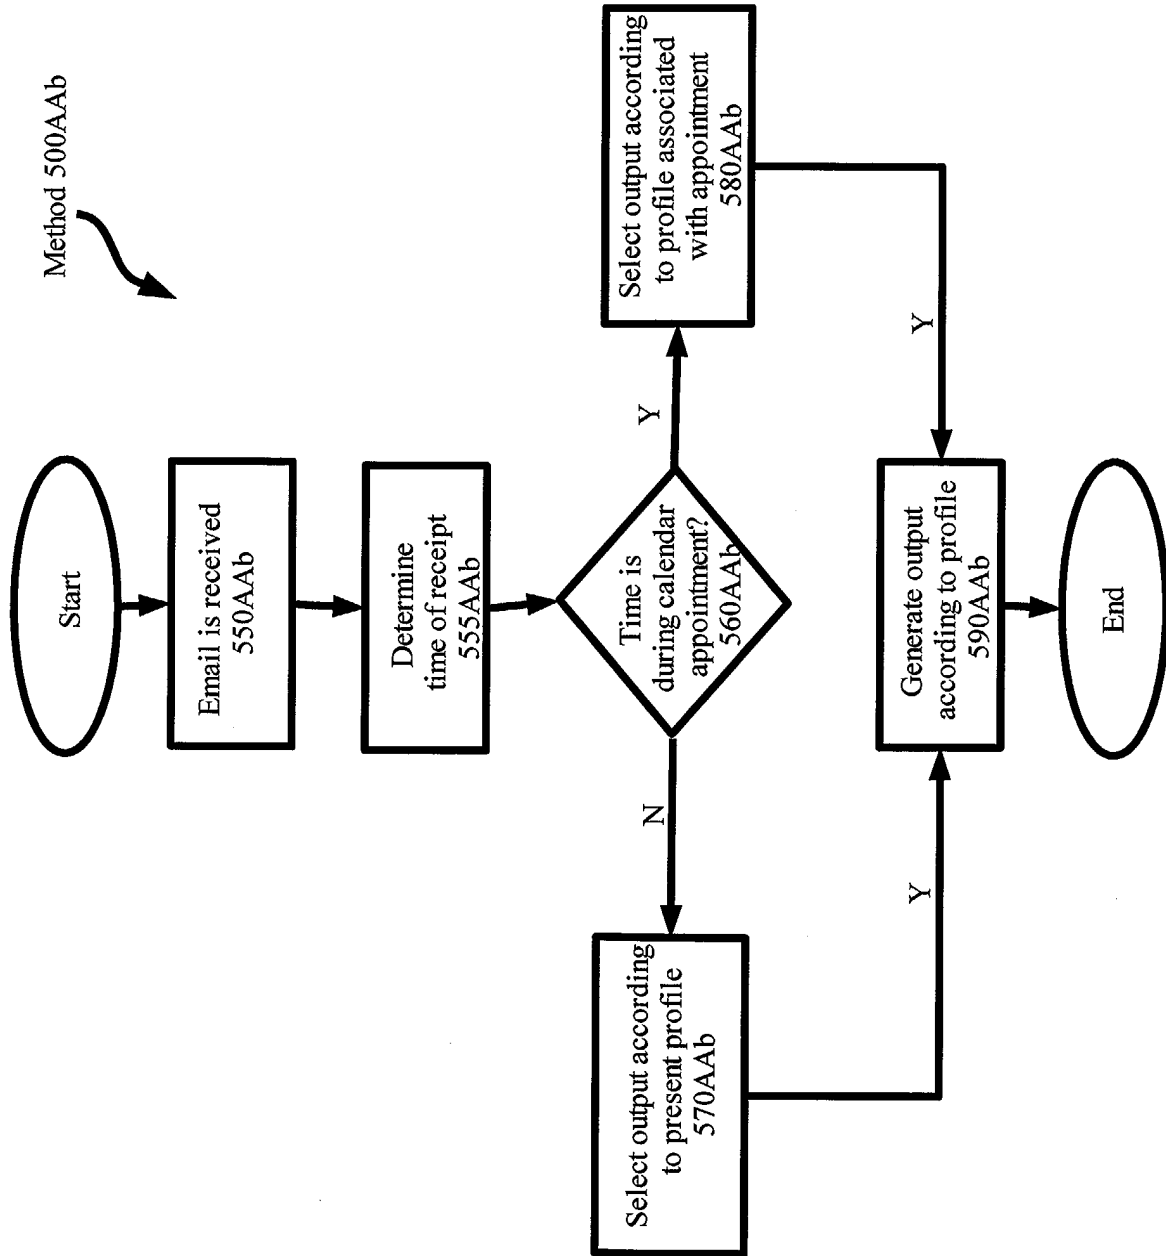 Method 500AAb
Start
Email is received
550AAb
Determine
time of receipt
555AAb
Time is
during calendar
appointment?
560AAb
N
Y
Select output according
to present profile
570AAb
Select output according
to profile associated
with appointment
580AAb
Y
Y
Generate output
according to profile
590AAb
End